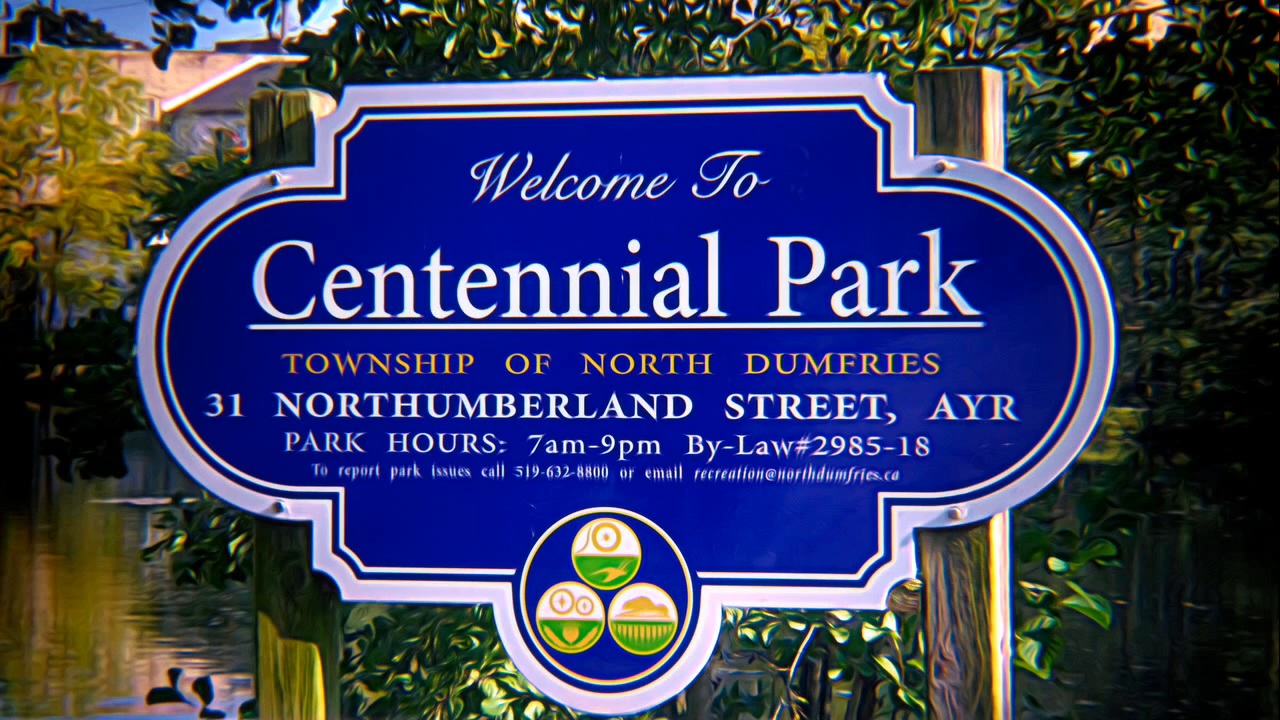 Welcome To
Centennial Park
TOWNSHIP OF NORTH DUMFRIES
31 NORTHUMBERLAND STREET, AYR
PARK HOURS: 7am-9pm By-Law#2985-18
To report park issues call 519-632-8800 or email recreation@northdumfries.ca